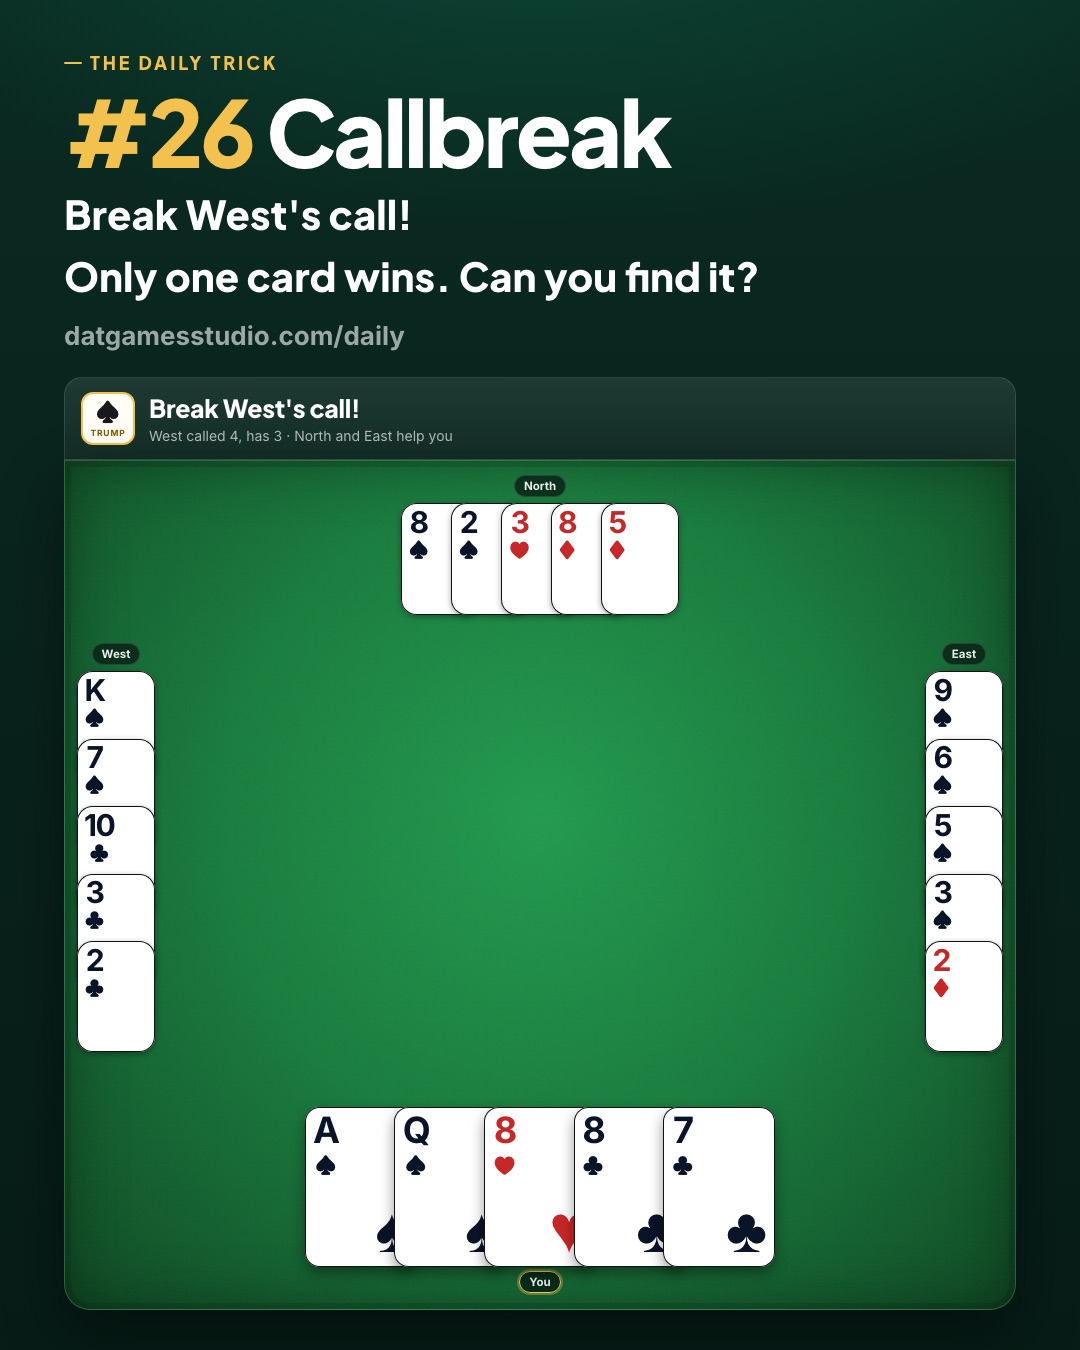 — THE DAILY TRICK
#26 Callbreak
Break West's call!
Only one card wins. Can you find it?
datgamesstudio.com/daily
TRUMP
Break West's call!
West called 4, has 3 · North and East help you
North
8 2 3 8 5
West
East
K
7
10
3
2
9
6
5
3
2
A Q 8 8 7
You